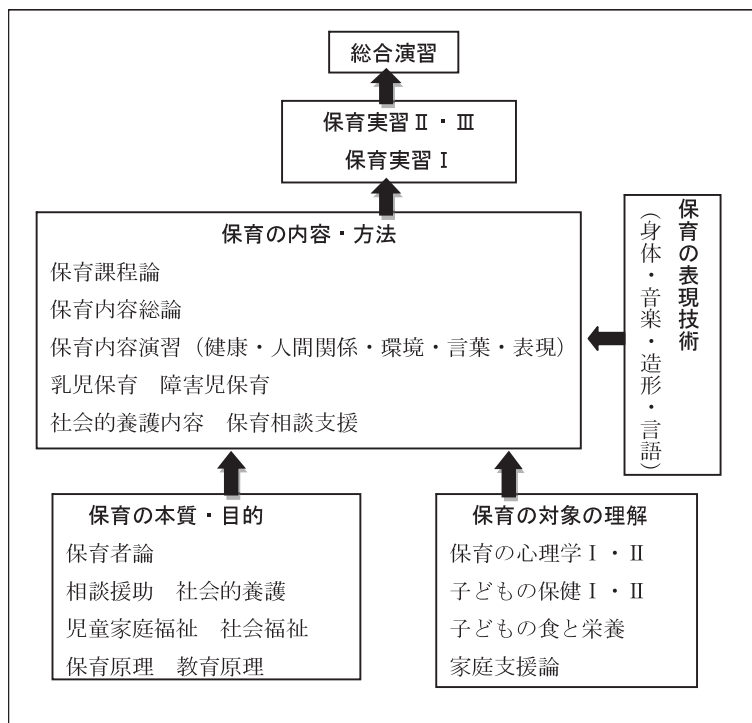 総合演習
保育実習Ⅱ・Ⅲ
保育実習Ⅰ
保育の内容・方法
保育課程論
保育内容総論
保育内容演習（健康・人間関係・環境・言葉・表現）
乳児保育　障害児保育
社会的養護内容　保育相談支援
保育の表現技術
（身体・音楽・造形・言語）
保育の本質・目的
保育者論
相談援助　社会的養護
児童家庭福祉　社会福祉
保育原理　教育原理
保育の対象の理解
保育の心理学Ⅰ・Ⅱ
子どもの保健Ⅰ・Ⅱ
子どもの食と栄養
家庭支援論